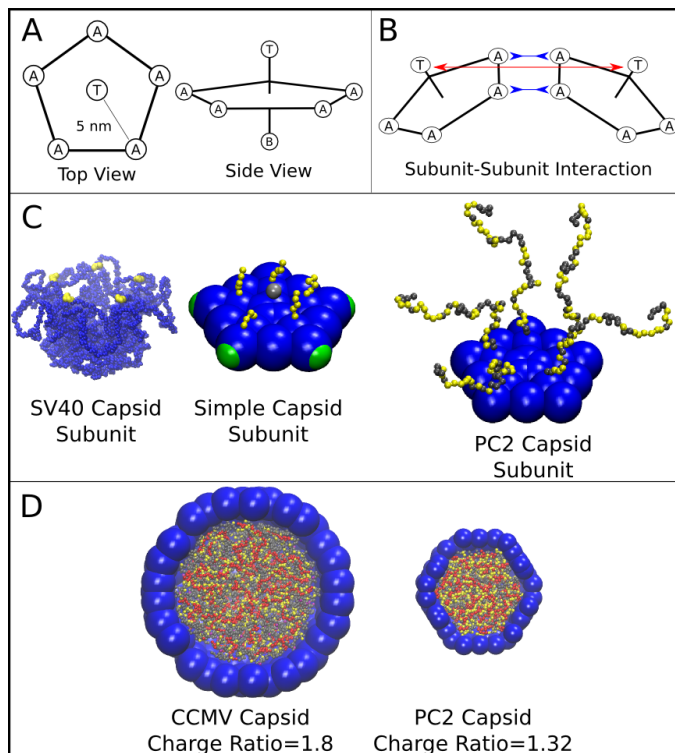 A
A
A
A
T
5 nm
A
A
Top View
T
A
A
A
A
B
Side View
B
T
A
A
T
A
A
A
A
A
A
Subunit-Subunit Interaction
C
SV40 Capsid
Subunit
Simple Capsid
Subunit
PC2 Capsid
Subunit
D
CCMV Capsid
Charge Ratio=1.8
PC2 Capsid
Charge Ratio=1.32